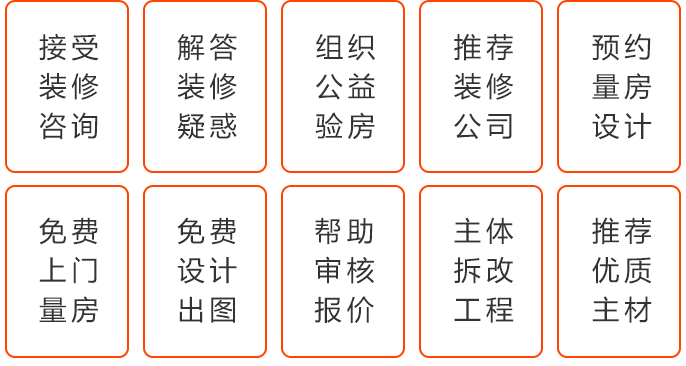 接受
装修
咨询
解答
装修
疑惑
组织
公益
验房
推荐
装修
公司
预约
量房
设计
免费
上门
量房
免费
设计
出图
帮助
审核
报价
主体
拆改
工程
推荐
优质
主材